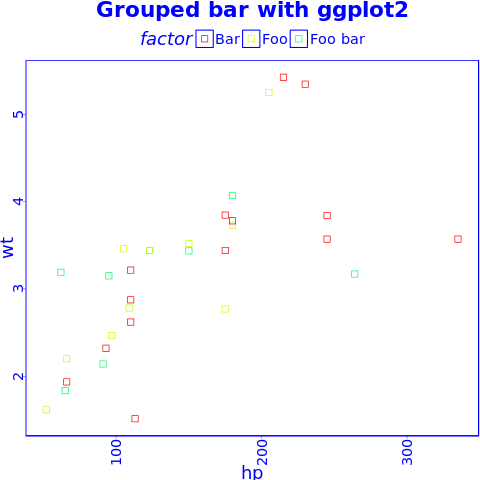 Grouped bar with ggplot2
factor Bar Foo Foo bar
5
4
3
2
wt
100 200 300
hp